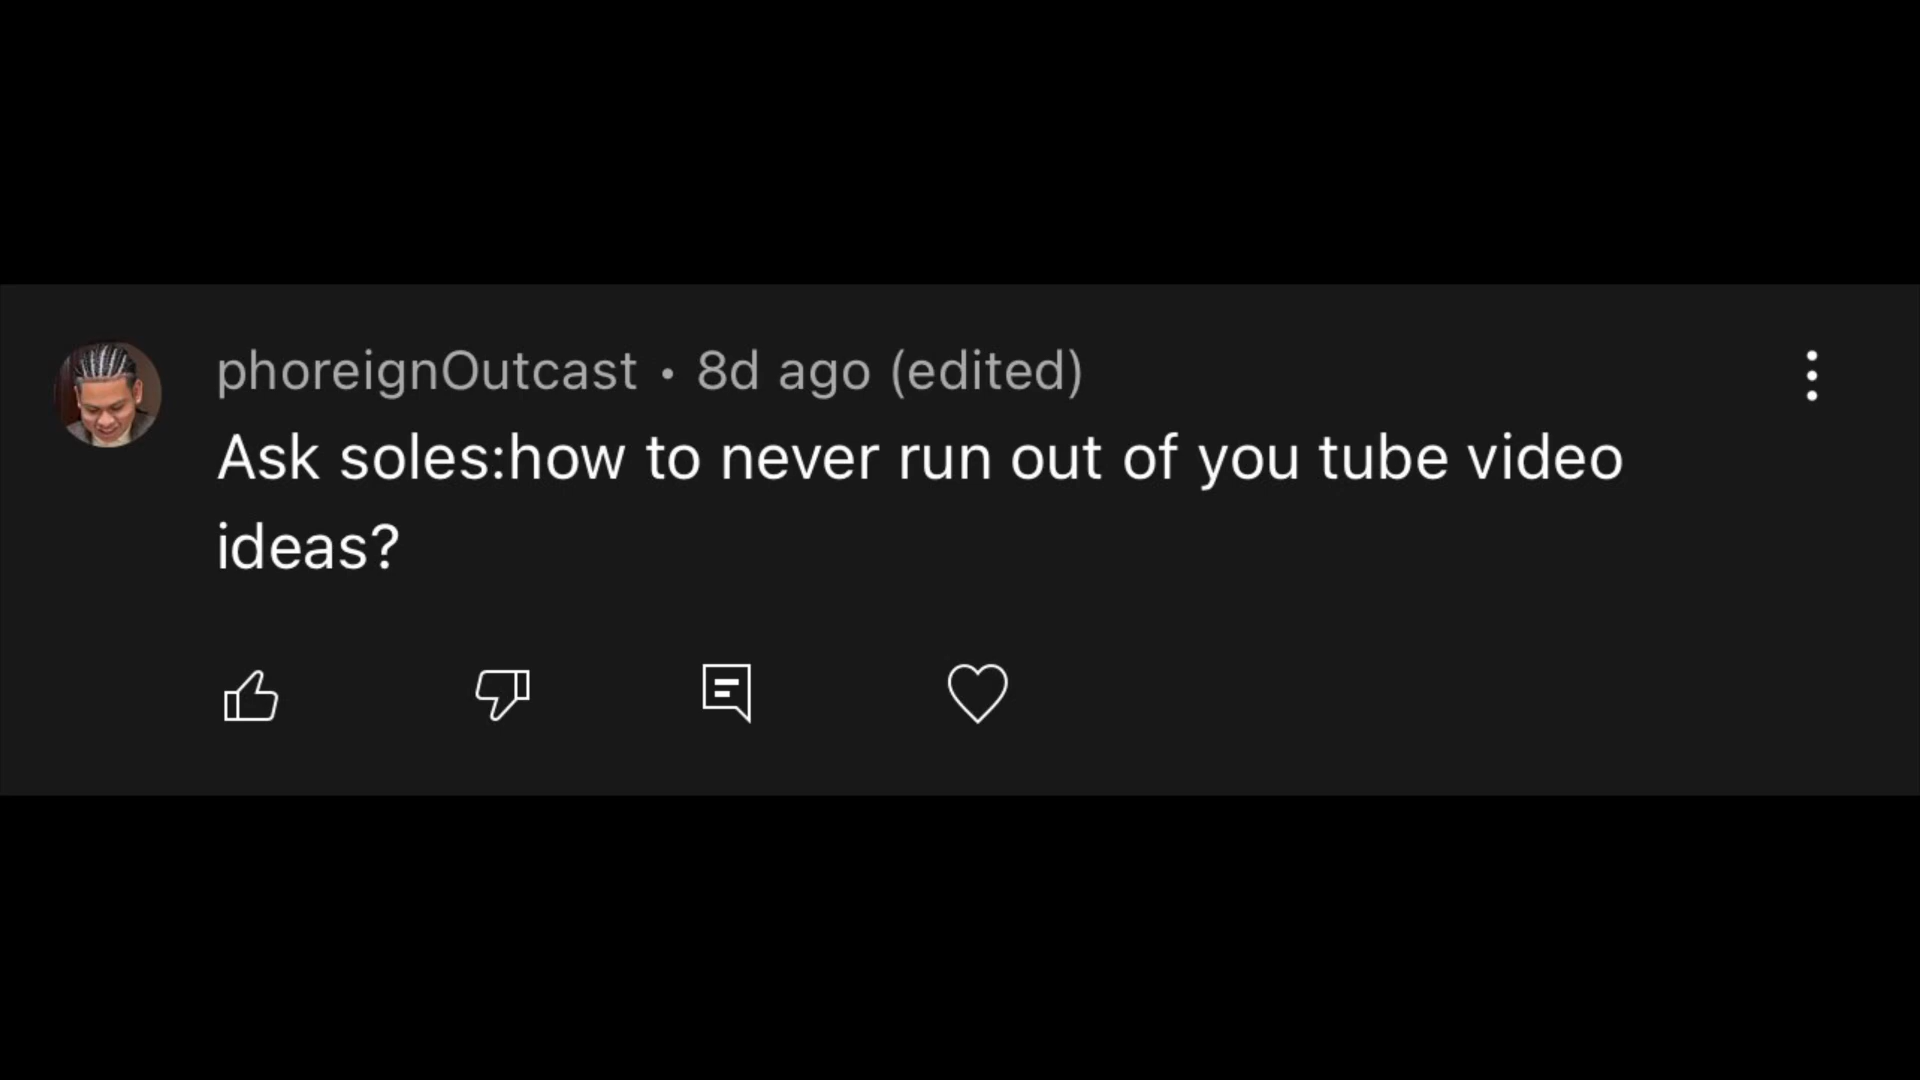 phoreignOutcast • 8d ago (edited)
Ask soles:how to never run out of you tube video
ideas?